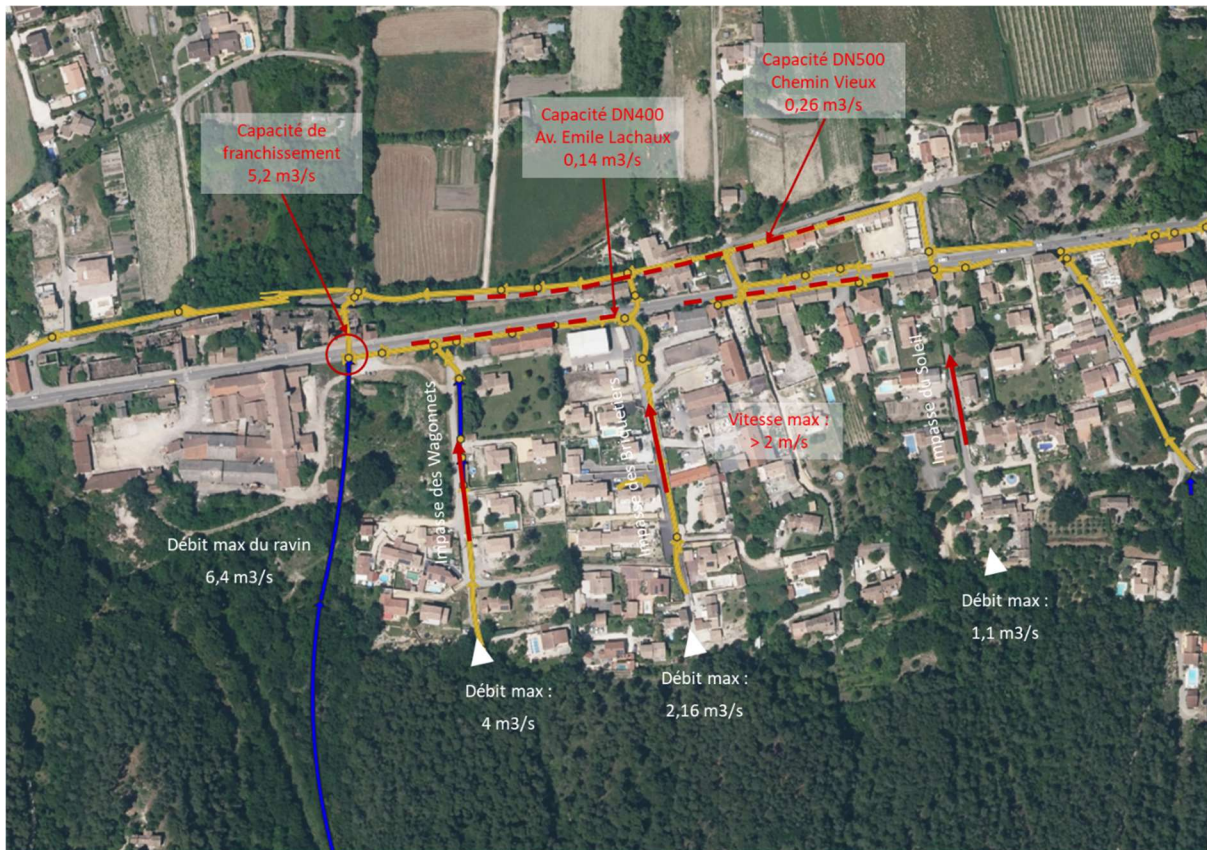 Capacité DN500
Chemin Vieux
0,26 m3/s
Capacité DN400
Av. Emile Lachaux
0,14 m3/s
Capacité de
franchissement
5,2 m3/s
Impasse des Wagonnets
Impasse des Briquetiers
Impasse du Soleil
Vitesse max :
> 2 m/s
Débit max du ravin
6,4 m3/s
Débit max :
4 m3/s
Débit max :
2,16 m3/s
Débit max :
1,1 m3/s